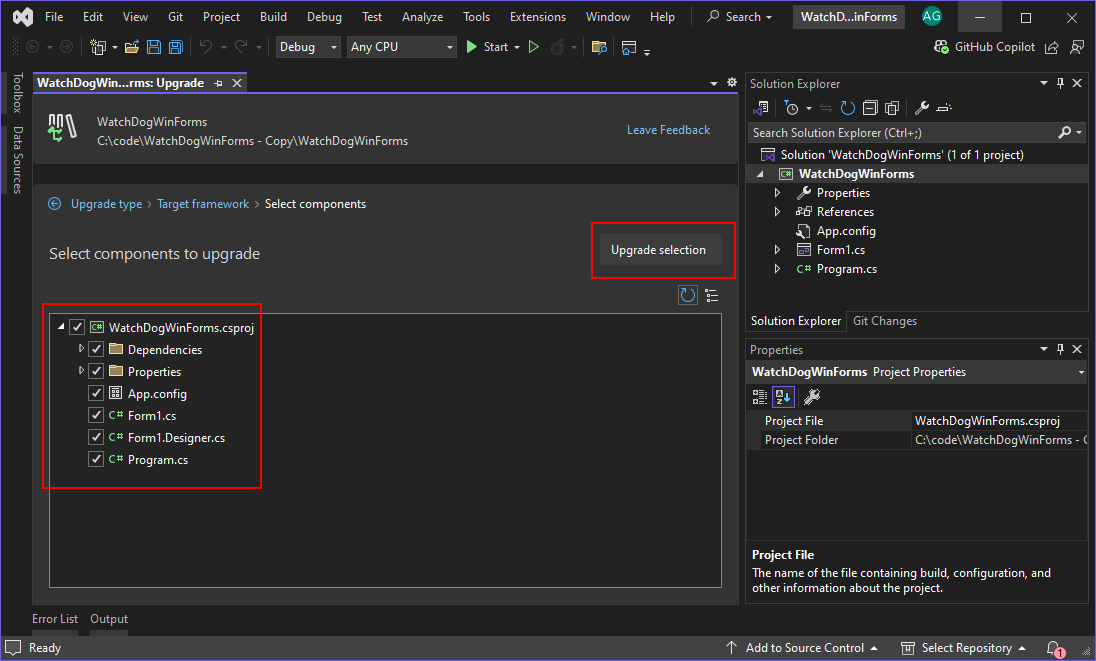 File Edit View Git Project Build Debug Test Analyze Tools Extensions Window Help Search WatchD...inForms AG
Debug Any CPU Start GitHub Copilot
Toolbox
Data Sources
WatchDogWin...rms: Upgrade
WatchDogWinForms
C:\code\WatchDogWinForms - Copy\WatchDogWinForms
Leave Feedback
Upgrade type Target framework Select components
Select components to upgrade
Upgrade selection
C# WatchDogWinForms.csproj
Dependencies
Properties
App.config
C# Form1.cs
C# Form1.Designer.cs
C# Program.cs
Solution Explorer
Search Solution Explorer (Ctrl+;)
Solution 'WatchDogWinForms' (1 of 1 project)
C# WatchDogWinForms
Properties
References
App.config
Form1.cs
C# Program.cs
Solution Explorer Git Changes
Properties
WatchDogWinForms Project Properties
Project File WatchDogWinForms.csproj
Project Folder C:\code\WatchDogWinForms - C
Project File
The name of the file containing build, configuration, and
other information about the project.
Error List Output
Ready Add to Source Control Select Repository 1